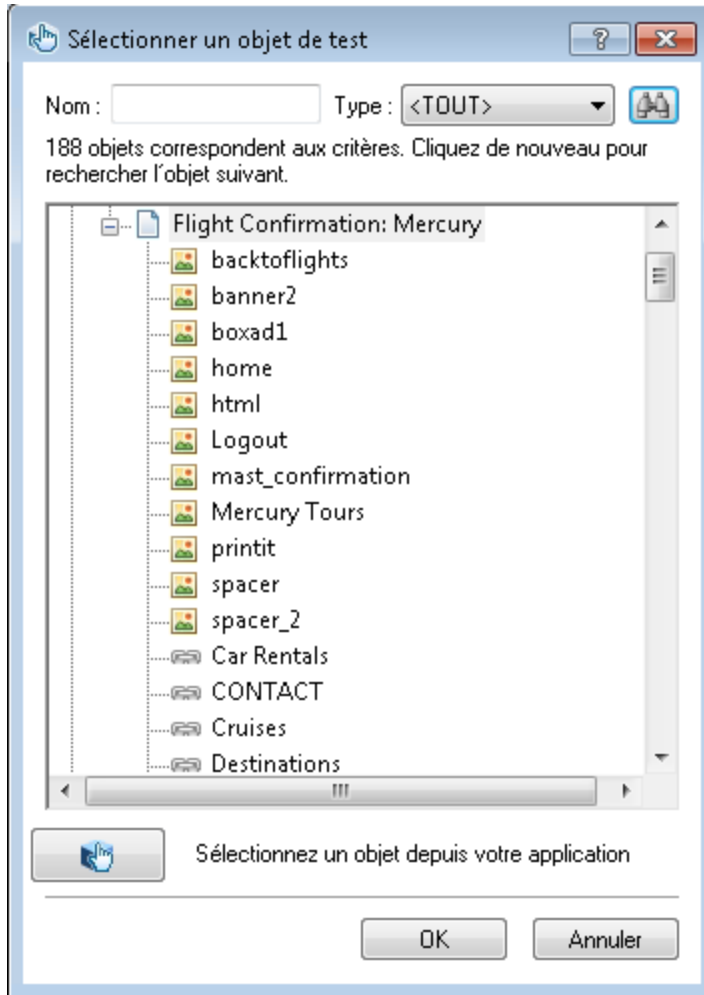 Sélectionner un objet de test
Nom : Type : <TOUT>
188 objets correspondent aux critères. Cliquez de nouveau pour
rechercher l'objet suivant.
Flight Confirmation: Mercury
backtoflights
banner2
boxad1
home
html
Logout
mast_confirmation
Mercury Tours
printit
spacer
spacer_2
Car Rentals
CONTACT
Cruises
Destinations
Sélectionnez un objet depuis votre application
OK Annuler